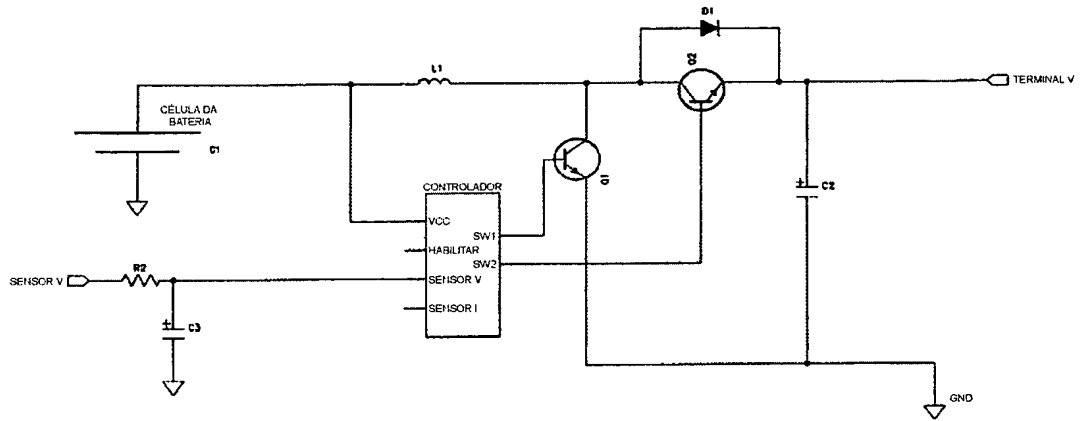 D1
Q2
L1
TERMINAL V
CÉLULA DA
BATERIA
C1
Q1
CONTROLADOR
C2
VCC
SW1
HABILITAR
SW2
R2
SENSOR V
SENSOR V
SENSOR I
C3
GND